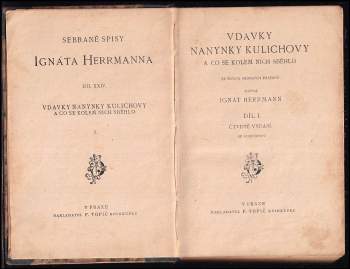 SEBRANÉ SPISY
IGNÁTA HERRMANNA
DÍL XXIV.
VDAVKY NANYNKY KULICHOVY
A CO SE KOLEM NICH SBĚHLO
I.
V PRAZE
NAKLADATEL F. TOPIČ KNIHKUPEC
VDAVKY
NANYNKY KULICHOVY
A CO SE KOLEM NICH SBĚHLO
NAPSAL
IGNÁT HERRMANN
DÍL I.
ČTVRTÉ VYDÁNÍ
V PRAZE
NAKLADATEL F. TOPIČ KNIHKUPEC